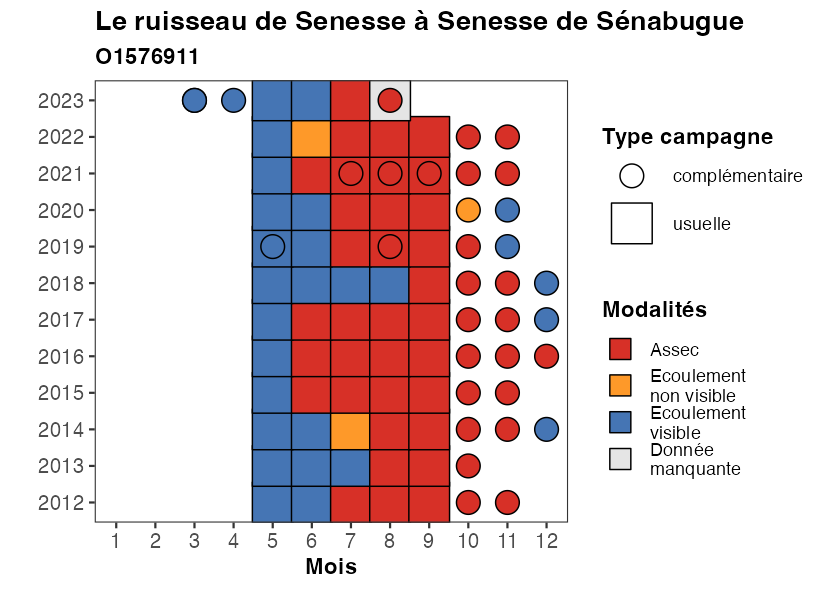 Le ruisseau de Senesse à Senesse de Sénabugue
O1576911
2023
2022
2021
2020
2019
2018
2017
2016
2015
2014
2013
2012
1 2 3 4 5 6 7 8 9 10 11 12
Mois
Type campagne
complémentaire
usuelle
Modalités
Assec
Ecoulement
non visible
Ecoulement
visible
Donnée
manquante